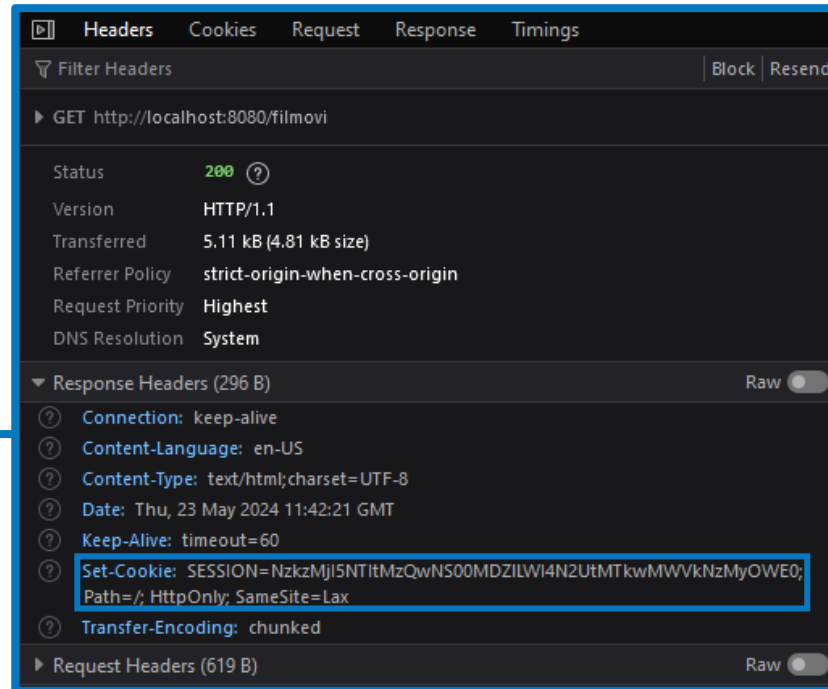 Headers Cookies Request Response Timings
Filter Headers Block Resend
GET http://localhost:8080/filmovi
Status 200
Version HTTP/1.1
Transferred 5.11 kB (4.81 kB size)
Referrer Policy strict-origin-when-cross-origin
Request Priority Highest
DNS Resolution System
Response Headers (296 B) Raw
Connection: keep-alive
Content-Language: en-US
Content-Type: text/html;charset=UTF-8
Date: Thu, 23 May 2024 11:42:21 GMT
Keep-Alive: timeout=60
Set-Cookie: SESSION=NzkzMjI5NTItMzQwNS00MDZlLWI4N2UtMTkwMWVkNzMyOWE0;
Path=/; HttpOnly; SameSite=Lax
Transfer-Encoding: chunked
Request Headers (619 B) Raw